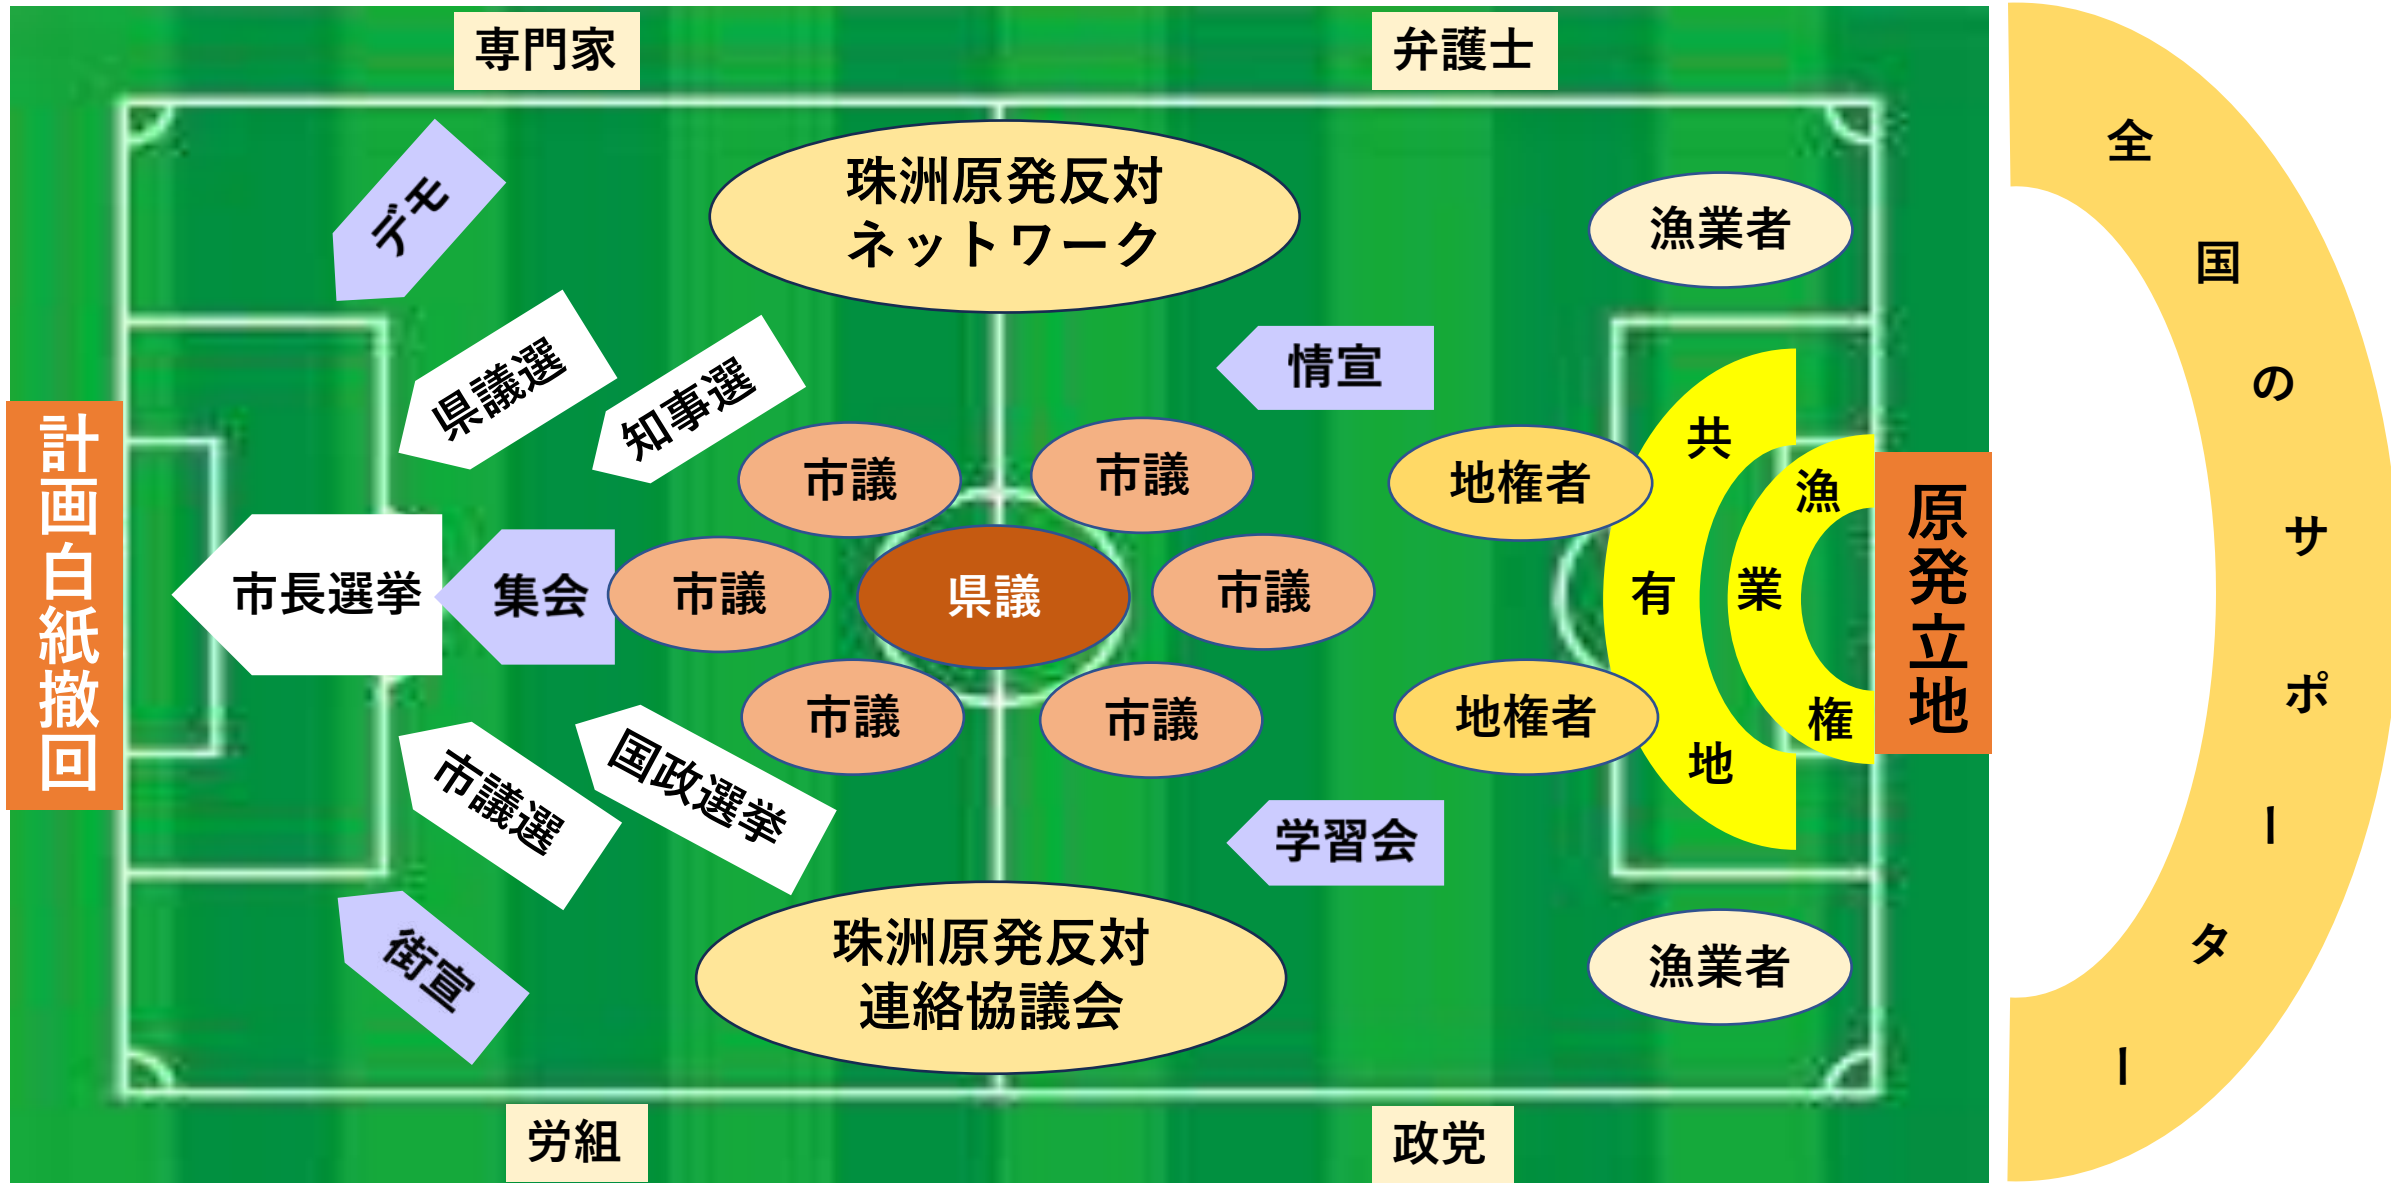 専門家
弁護士
デモ
珠洲原発反対
ネットワーク
漁業者
県議選
知事選
情宣
市議
市議
地権者
計画白紙撤回
市長選挙
集会
市議
県議
市議
共有地
漁業権
原発立地
全国のサポーター
市議
市議
地権者
市議選
国政選挙
学習会
街宣
珠洲原発反対
連絡協議会
漁業者
労組
政党